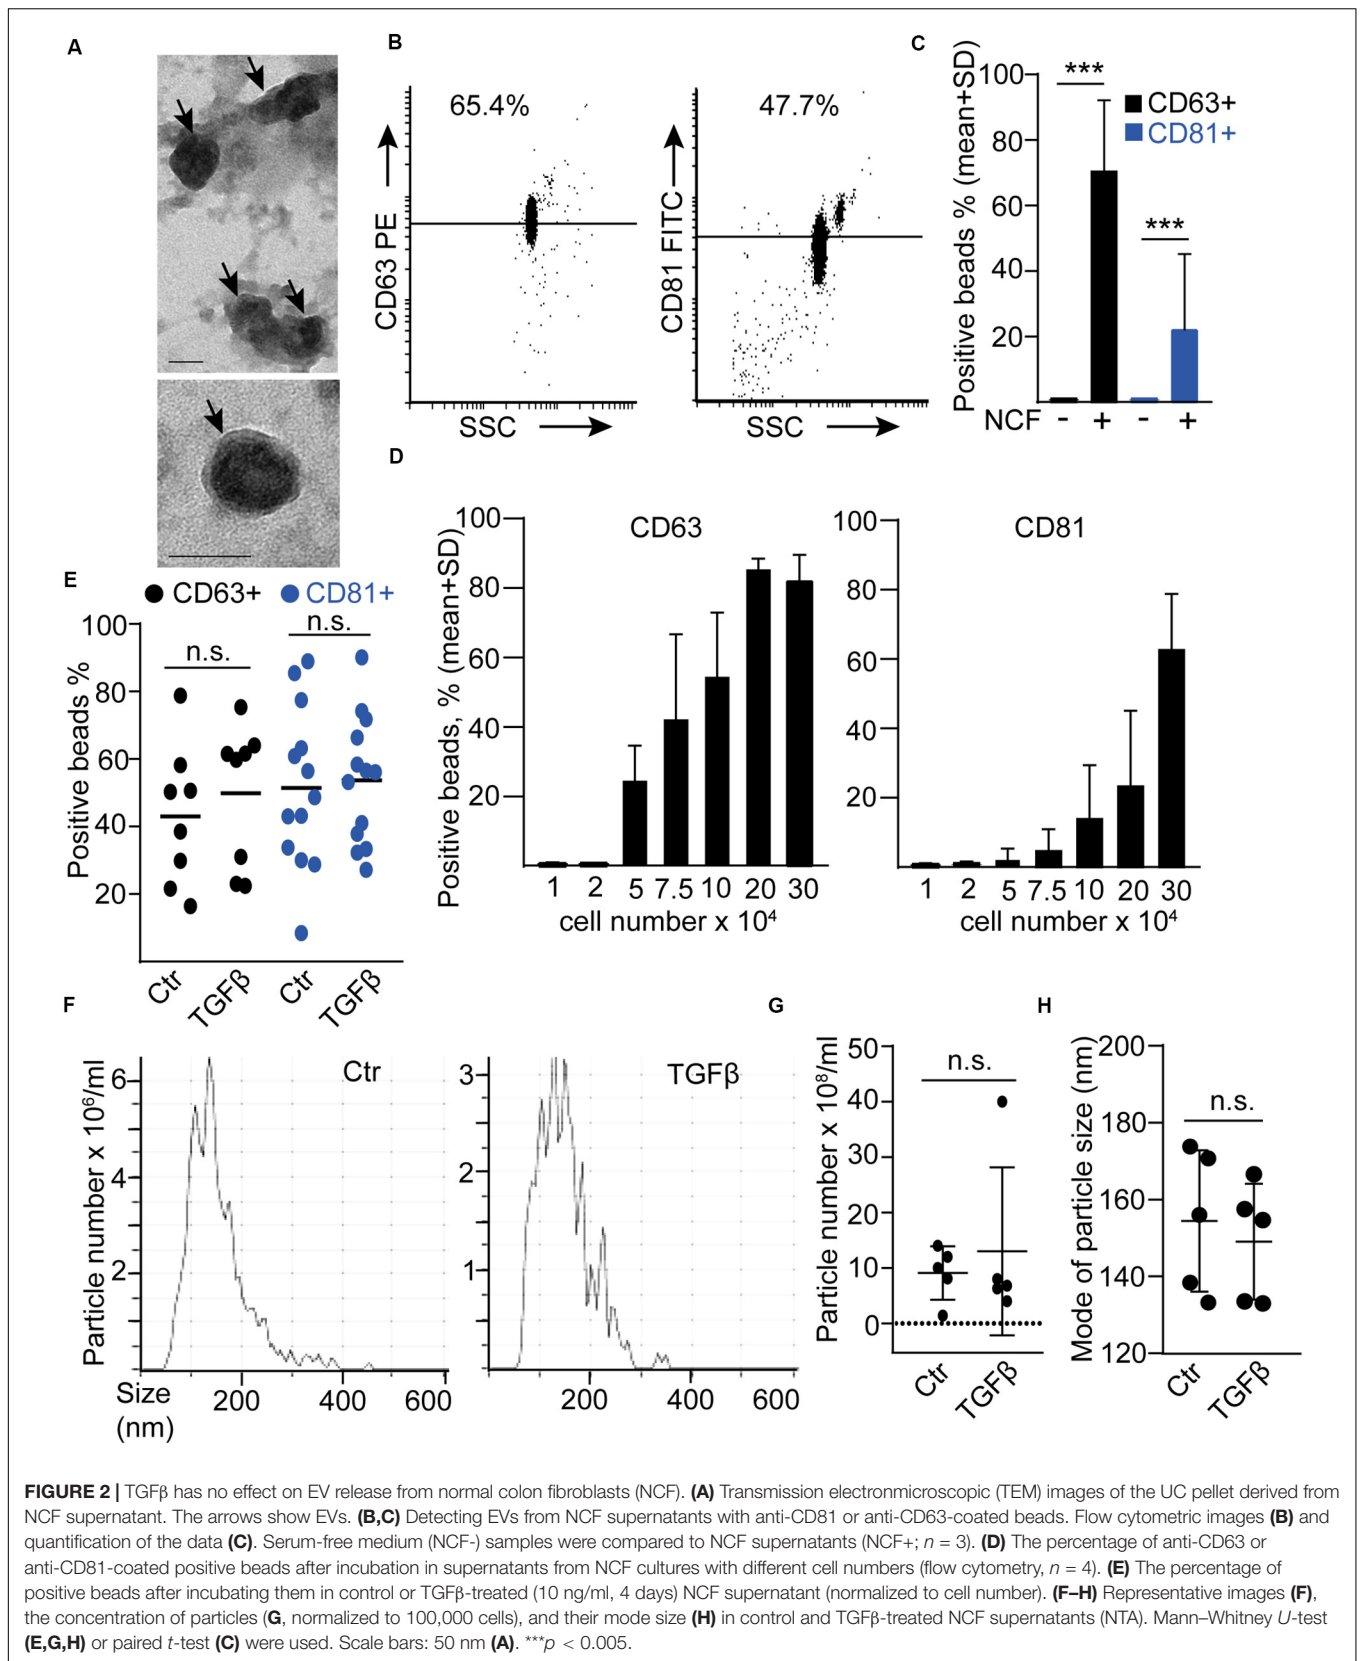 A
B
65.4%
CD63 PE
SSC
47.7%
CD81 FITC
SSC
C
Positive beads % (mean+SD)
100
80
60
40
20
***
***
CD63+
CD81+
NCF - + - +
D
Positive beads, % (mean+SD)
100
80
60
40
20
CD63
1 2 5 7.5 10 20 30
cell number x 10⁴
100
80
60
40
20
CD81
1 2 5 7.5 10 20 30
cell number x 10⁴
E
CD63+ CD81+
Positive beads %
100
80
60
40
20
n.s.
n.s.
Ctr TGFβ Ctr TGFβ
F
Particle number x 10⁶/ml
6
4
2
Ctr
Size (nm)
200 400 600
3
2
1
TGFβ
200 400 600
G
Particle number x 10⁸/ml
50
40
30
20
10
0
n.s.
Ctr TGFβ
H
Mode of particle size (nm)
200
180
160
140
120
n.s.
Ctr TGFβ
FIGURE 2 | TGFβ has no effect on EV release from normal colon fibroblasts (NCF). (A) Transmission electronmicroscopic (TEM) images of the UC pellet derived from
NCF supernatant. The arrows show EVs. (B,C) Detecting EVs from NCF supernatants with anti-CD81 or anti-CD63-coated beads. Flow cytometric images (B) and
quantification of the data (C). Serum-free medium (NCF-) samples were compared to NCF supernatants (NCF+; n = 3). (D) The percentage of anti-CD63 or
anti-CD81-coated positive beads after incubation in supernatants from NCF cultures with different cell numbers (flow cytometry, n = 4). (E) The percentage of
positive beads after incubating them in control or TGFβ-treated (10 ng/ml, 4 days) NCF supernatant (normalized to cell number). (F–H) Representative images (F),
the concentration of particles (G, normalized to 100,000 cells), and their mode size (H) in control and TGFβ-treated NCF supernatants (NTA). Mann–Whitney U-test
(E,G,H) or paired t-test (C) were used. Scale bars: 50 nm (A). ***p < 0.005.